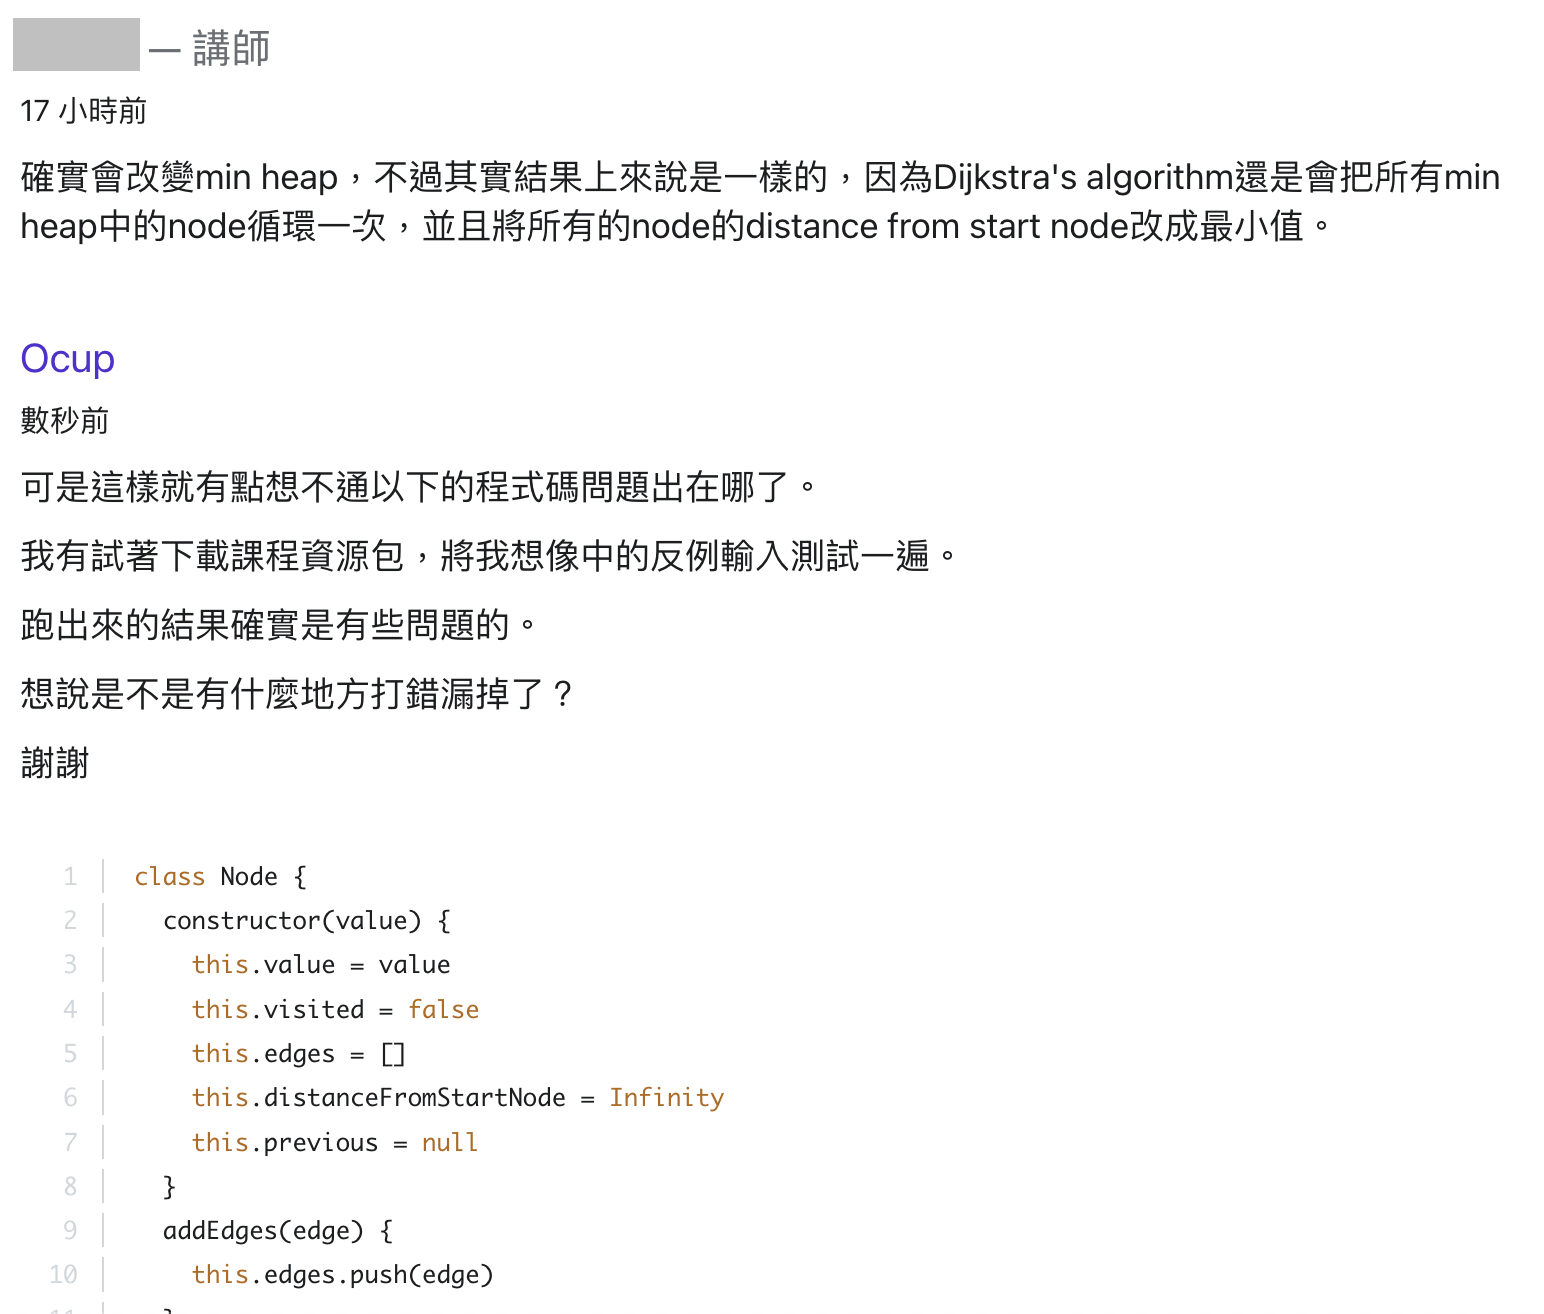 — 講師
17 小時前
確實會改變min heap，不過其實結果上來說是一樣的，因為Dijkstra's algorithm還是會把所有min
heap中的node循環一次，並且將所有的node的distance from start node改成最小值。
Ocup
數秒前
可是這樣就有點想不通以下的程式碼問題出在哪了。
我有試著下載課程資源包，將我想像中的反例輸入測試一遍。
跑出來的結果確實是有些問題的。
想說是不是有什麼地方打錯漏掉了？
謝謝
1 class Node {
2 constructor(value) {
3 this.value = value
4 this.visited = false
5 this.edges = []
6 this.distanceFromStartNode = Infinity
7 this.previous = null
8 }
9 addEdges(edge) {
10 this.edges.push(edge)